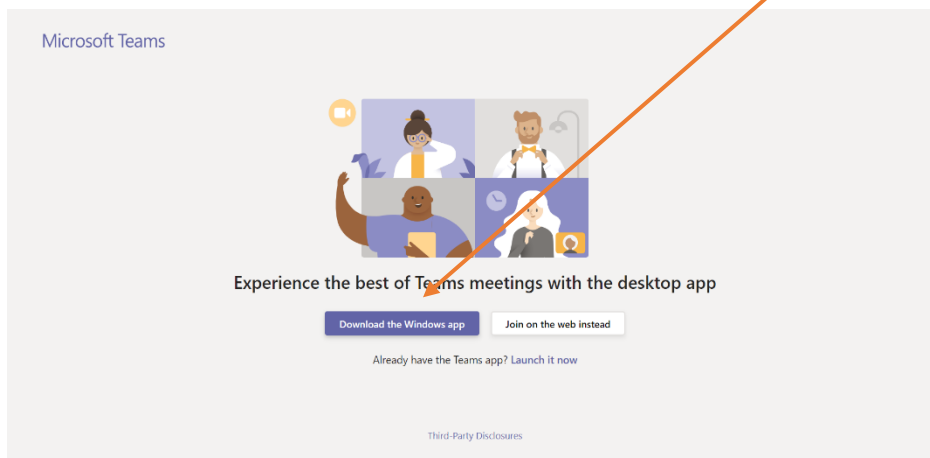 Microsoft Teams
Experience the best of Teams meetings with the desktop app
Download the Windows app
Join on the web instead
Already have the Teams app? Launch it now
Third-Party Disclosures